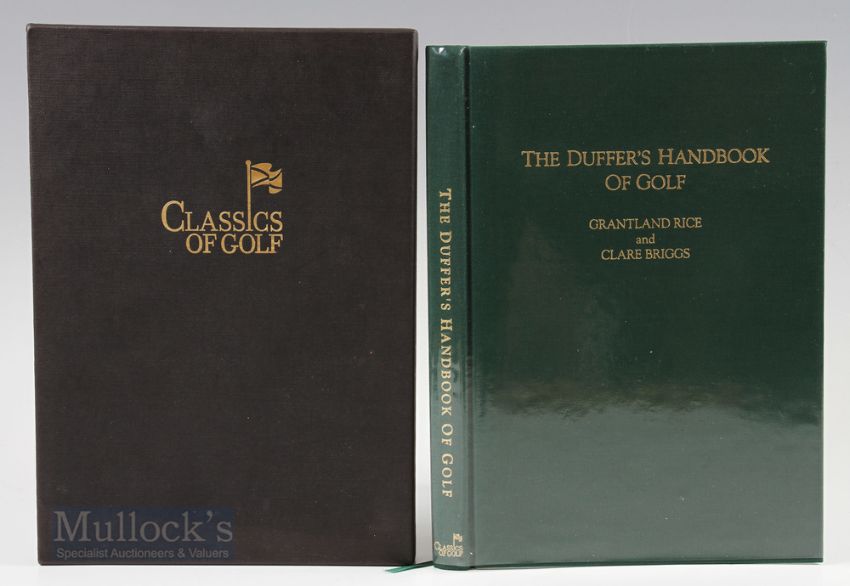 CLASSICS
OF GOLF
THE DUFFER'S HANDBOOK OF GOLF
CLASSICS
OF GOLF
THE DUFFER'S HANDBOOK
OF GOLF
GRANTLAND RICE
and
CLARE BRIGGS
Mullock's
Specialist Auctioneers & Valuers